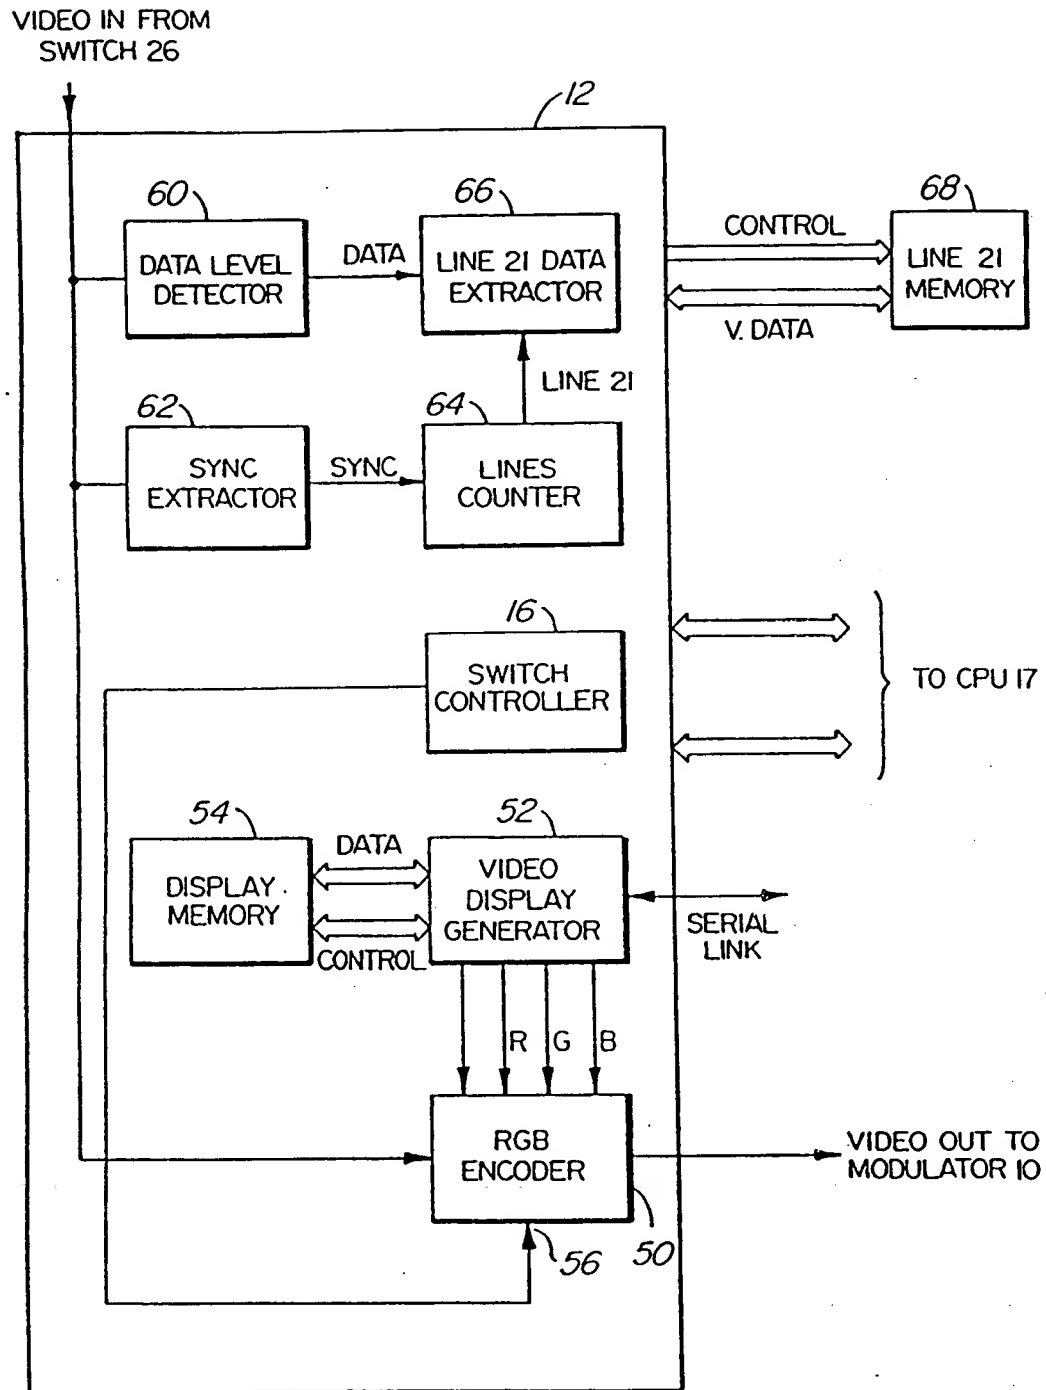 VIDEO IN FROM
SWITCH 26
12
60
DATA LEVEL
DETECTOR
DATA
66
LINE 21 DATA
EXTRACTOR
CONTROL
V. DATA
68
LINE 21
MEMORY
LINE 21
62
SYNC
EXTRACTOR
SYNC
64
LINES
COUNTER
16
SWITCH
CONTROLLER
TO CPU 17
54
DISPLAY
MEMORY
DATA
CONTROL
52
VIDEO
DISPLAY
GENERATOR
SERIAL
LINK
R G B
RGB
ENCODER
VIDEO OUT TO
MODULATOR 10
56
50